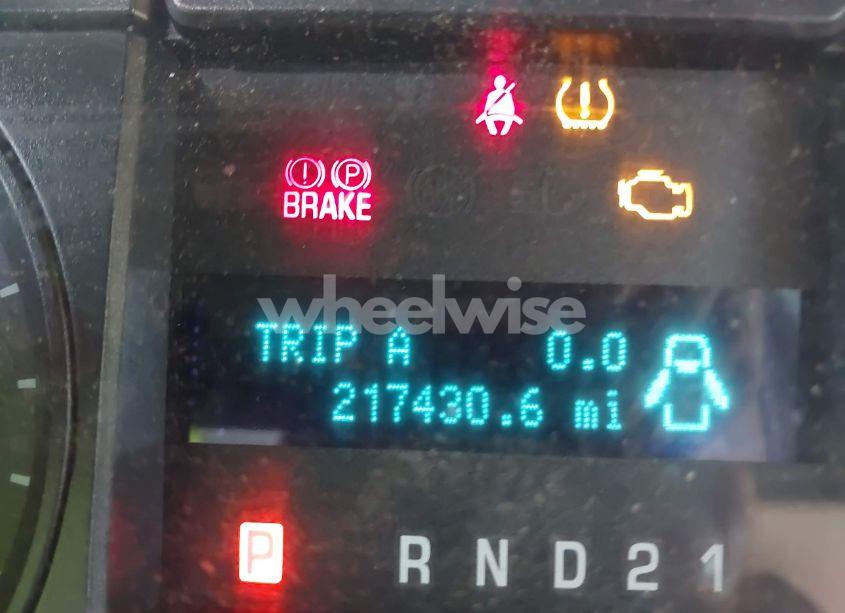 ! P
BRAKE
wheelwise
TRIP A 0.0
217430.6 mi
P R N D 2 1